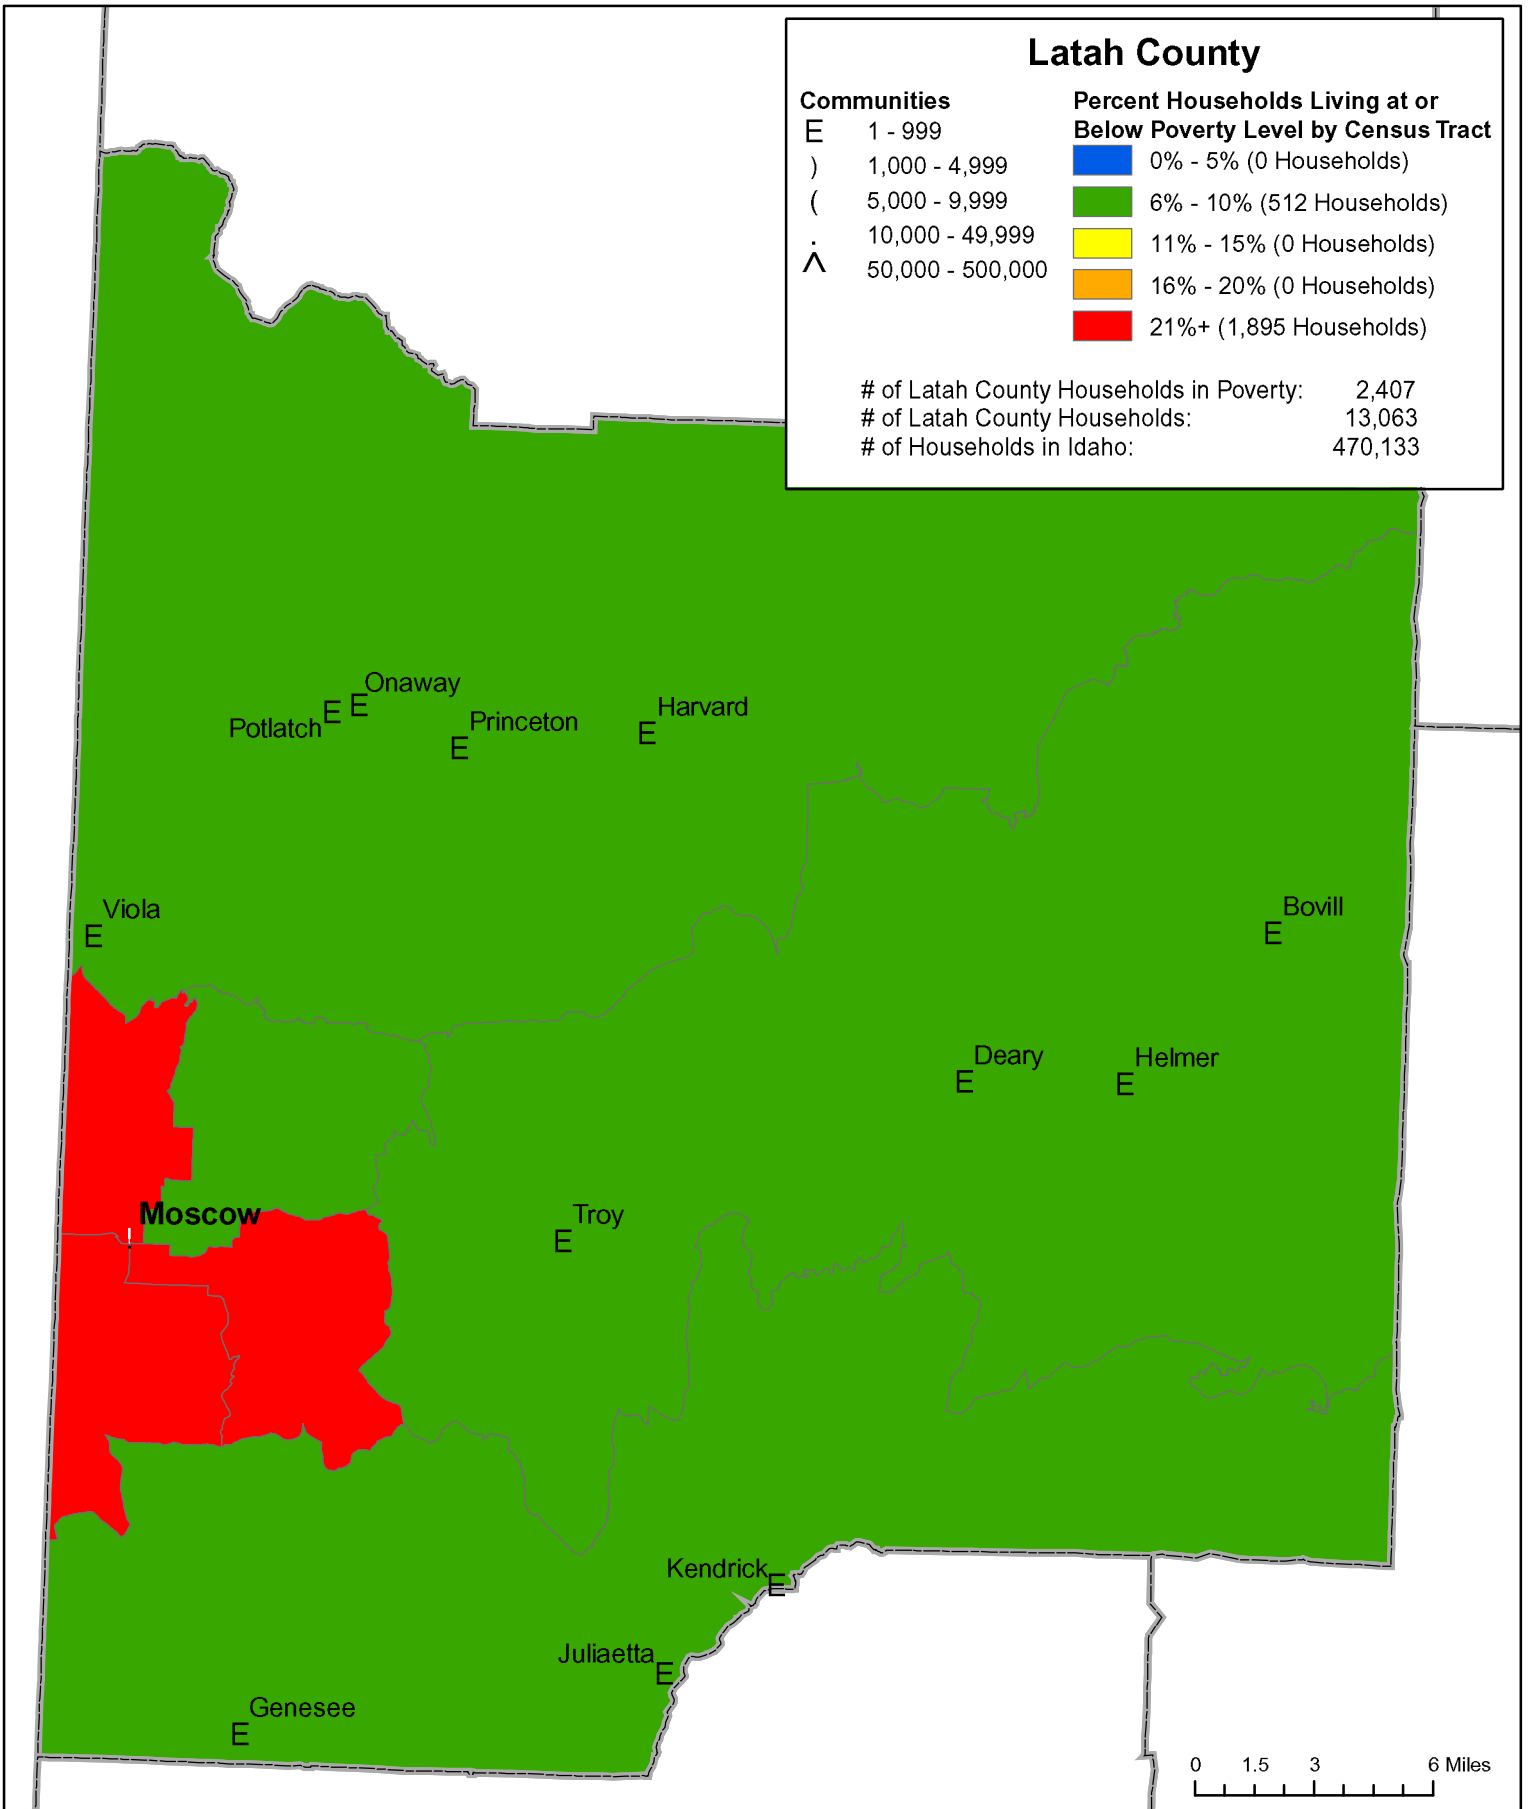 Latah County
Communities
E 1 - 999
) 1,000 - 4,999
( 5,000 - 9,999
. 10,000 - 49,999
^ 50,000 - 500,000
Percent Households Living at or
Below Poverty Level by Census Tract
0% - 5% (0 Households)
6% - 10% (512 Households)
11% - 15% (0 Households)
16% - 20% (0 Households)
21%+ (1,895 Households)
# of Latah County Households in Poverty: 2,407
# of Latah County Households: 13,063
# of Households in Idaho: 470,133
Onaway
E
Potlatch E
Princeton
E
Harvard
E
Viola
E
Bovill
E
Deary
E
Helmer
E
Moscow
!
Troy
E
Kendrick
E
Juliaetta
E
Genesee
E
0 1.5 3 6 Miles